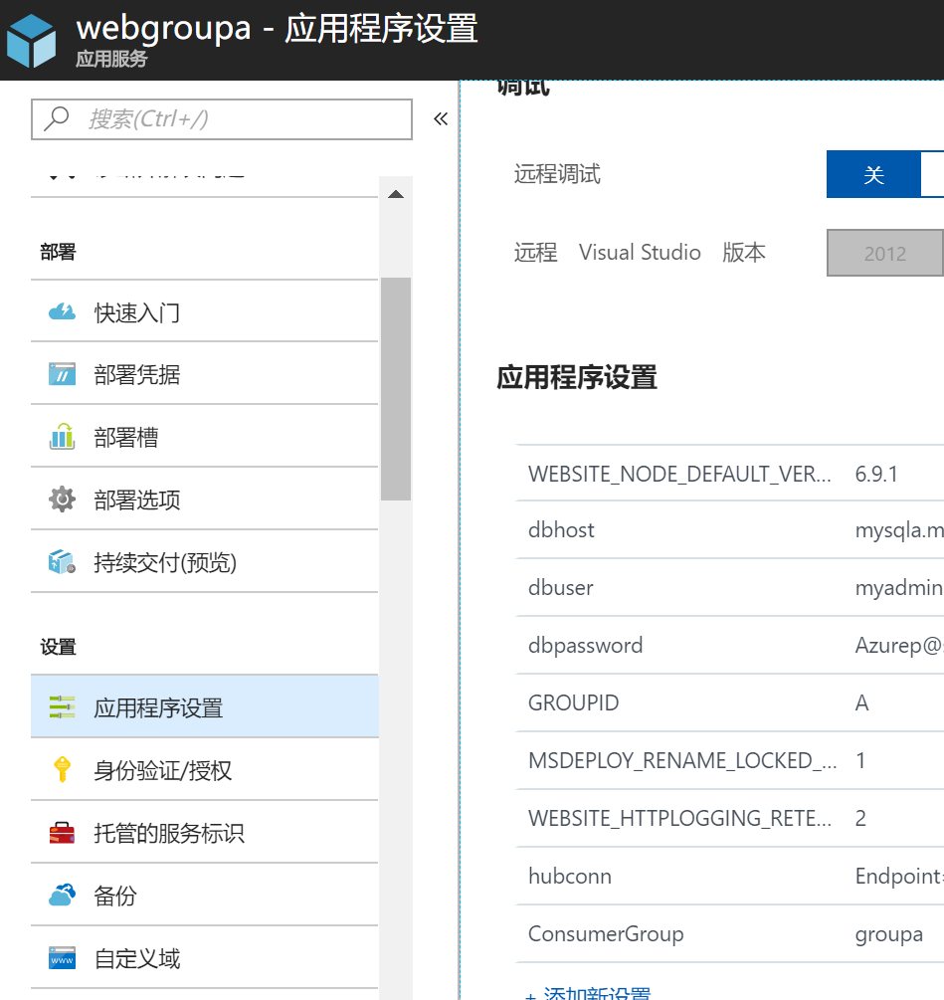 webgroupa - 应用程序设置
应用服务
搜索(Ctrl+/)
«
部署
快速入门
部署凭据
部署槽
部署选项
持续交付(预览)
设置
应用程序设置
身份验证/授权
托管的服务标识
备份
自定义域
调试
远程调试 关
远程 Visual Studio 版本 2012
应用程序设置
WEBSITE_NODE_DEFAULT_VER... 6.9.1
dbhost mysqla.m
dbuser myadmin
dbpassword Azurep@
GROUPID A
MSDEPLOY_RENAME_LOCKED_... 1
WEBSITE_HTTPLOGGING_RETE... 2
hubconn Endpoint=
ConsumerGroup groupa
+ 添加新设置